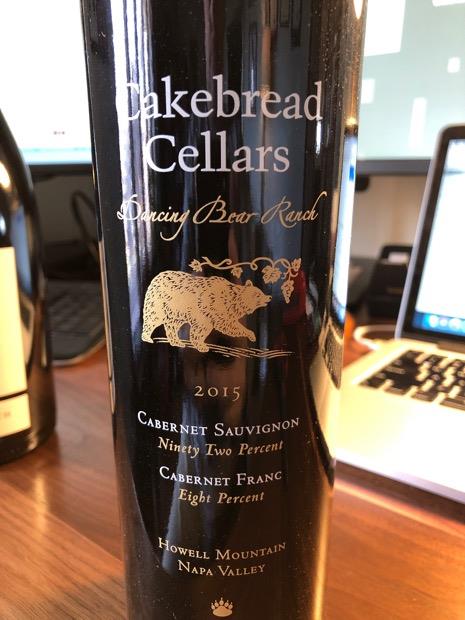 Cakebread
Cellars
Dancing Bear Ranch
2015
Cabernet Sauvignon
Ninety Two Percent
Cabernet Franc
Eight Percent
Howell Mountain
Napa Valley